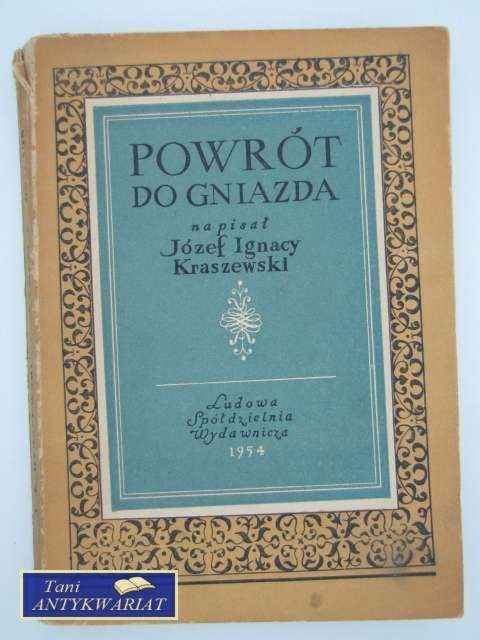 POWRÓT
DO GNIAZDA
napisał
Józef Ignacy
Kraszewski
Ludowa
Spółdzielnia
Wydawnicza
1954
Tani
ANTYKWARIAT